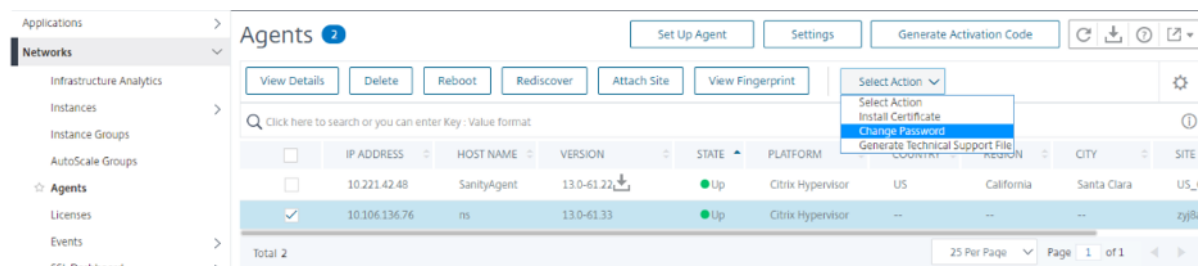 Applications
Networks
Infrastructure Analytics
Instances
Instance Groups
AutoScale Groups
Agents
Licenses
Events
Agents 2
Set Up Agent Settings Generate Activation Code
View Details Delete Reboot Rediscover Attach Site View Fingerprint Select Action
Select Action
Install Certificate
Change Password
Generate Technical Support File
Click here to search or you can enter Key : Value format
IP ADDRESS HOST NAME VERSION STATE PLATFORM COUNTRY REGION CITY SITE
10.221.42.48 SanityAgent 13.0-61.22 Up Citrix Hypervisor US California Santa Clara US_
10.106.136.76 ns 13.0-61.33 Up Citrix Hypervisor -- -- --
Total 2
25 Per Page Page 1 of 1